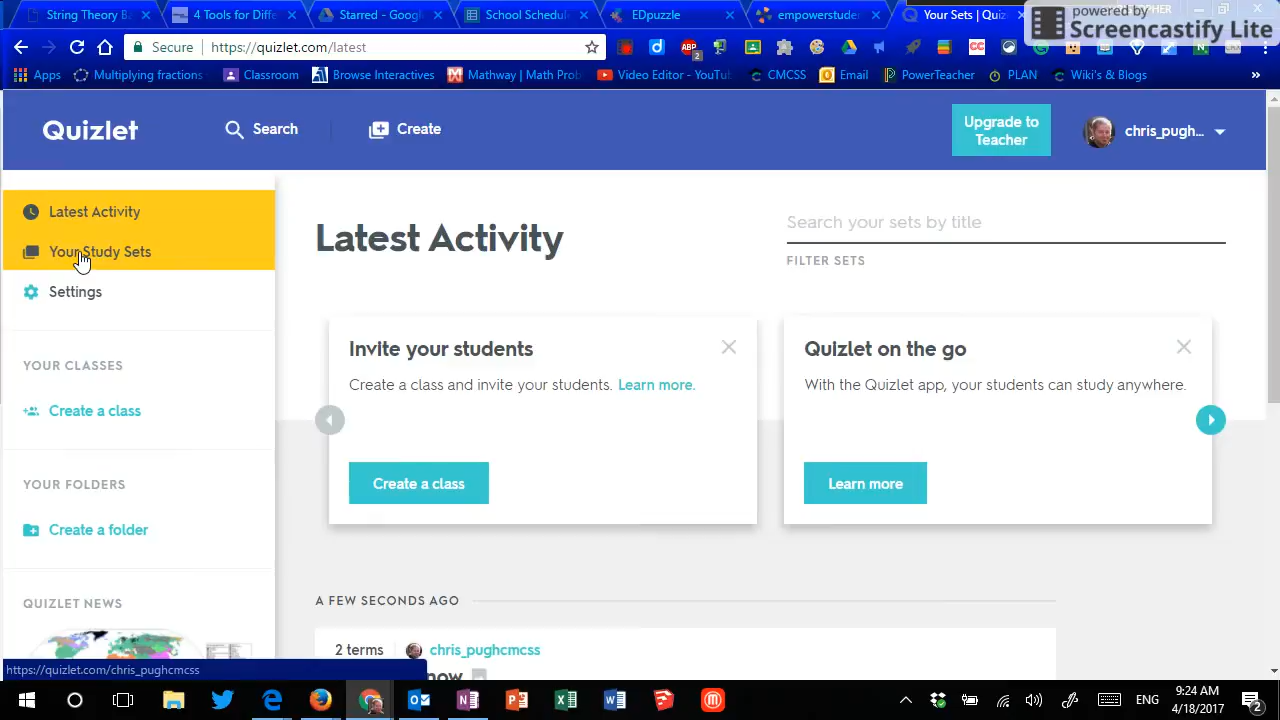 String Theory Ba
4 Tools for Diffe
Starred - Googl
School Schedul
EDpuzzle
empowerstuden
Your Sets | Quiz
powered by
Screencastify Lite
Secure
https://quizlet.com/latest
Apps
Multiplying fractions
Classroom
Browse Interactives
Mathway | Math Prob
Video Editor - YouTu
CMCSS
Email
PowerTeacher
PLAN
Wiki's & Blogs
»
Quizlet
Search
Create
Upgrade to
Teacher
chris_pugh...
Latest Activity
Your Study Sets
Settings
YOUR CLASSES
Create a class
YOUR FOLDERS
Create a folder
QUIZLET NEWS
Latest Activity
Search your sets by title
FILTER SETS
Invite your students
Create a class and invite your students. Learn more.
Create a class
Quizlet on the go
With the Quizlet app, your students can study anywhere.
Learn more
A FEW SECONDS AGO
2 terms
chris_pughcmcss
https://quizlet.com/chris_pughcmcss
ENG
9:24 AM
4/18/2017
2